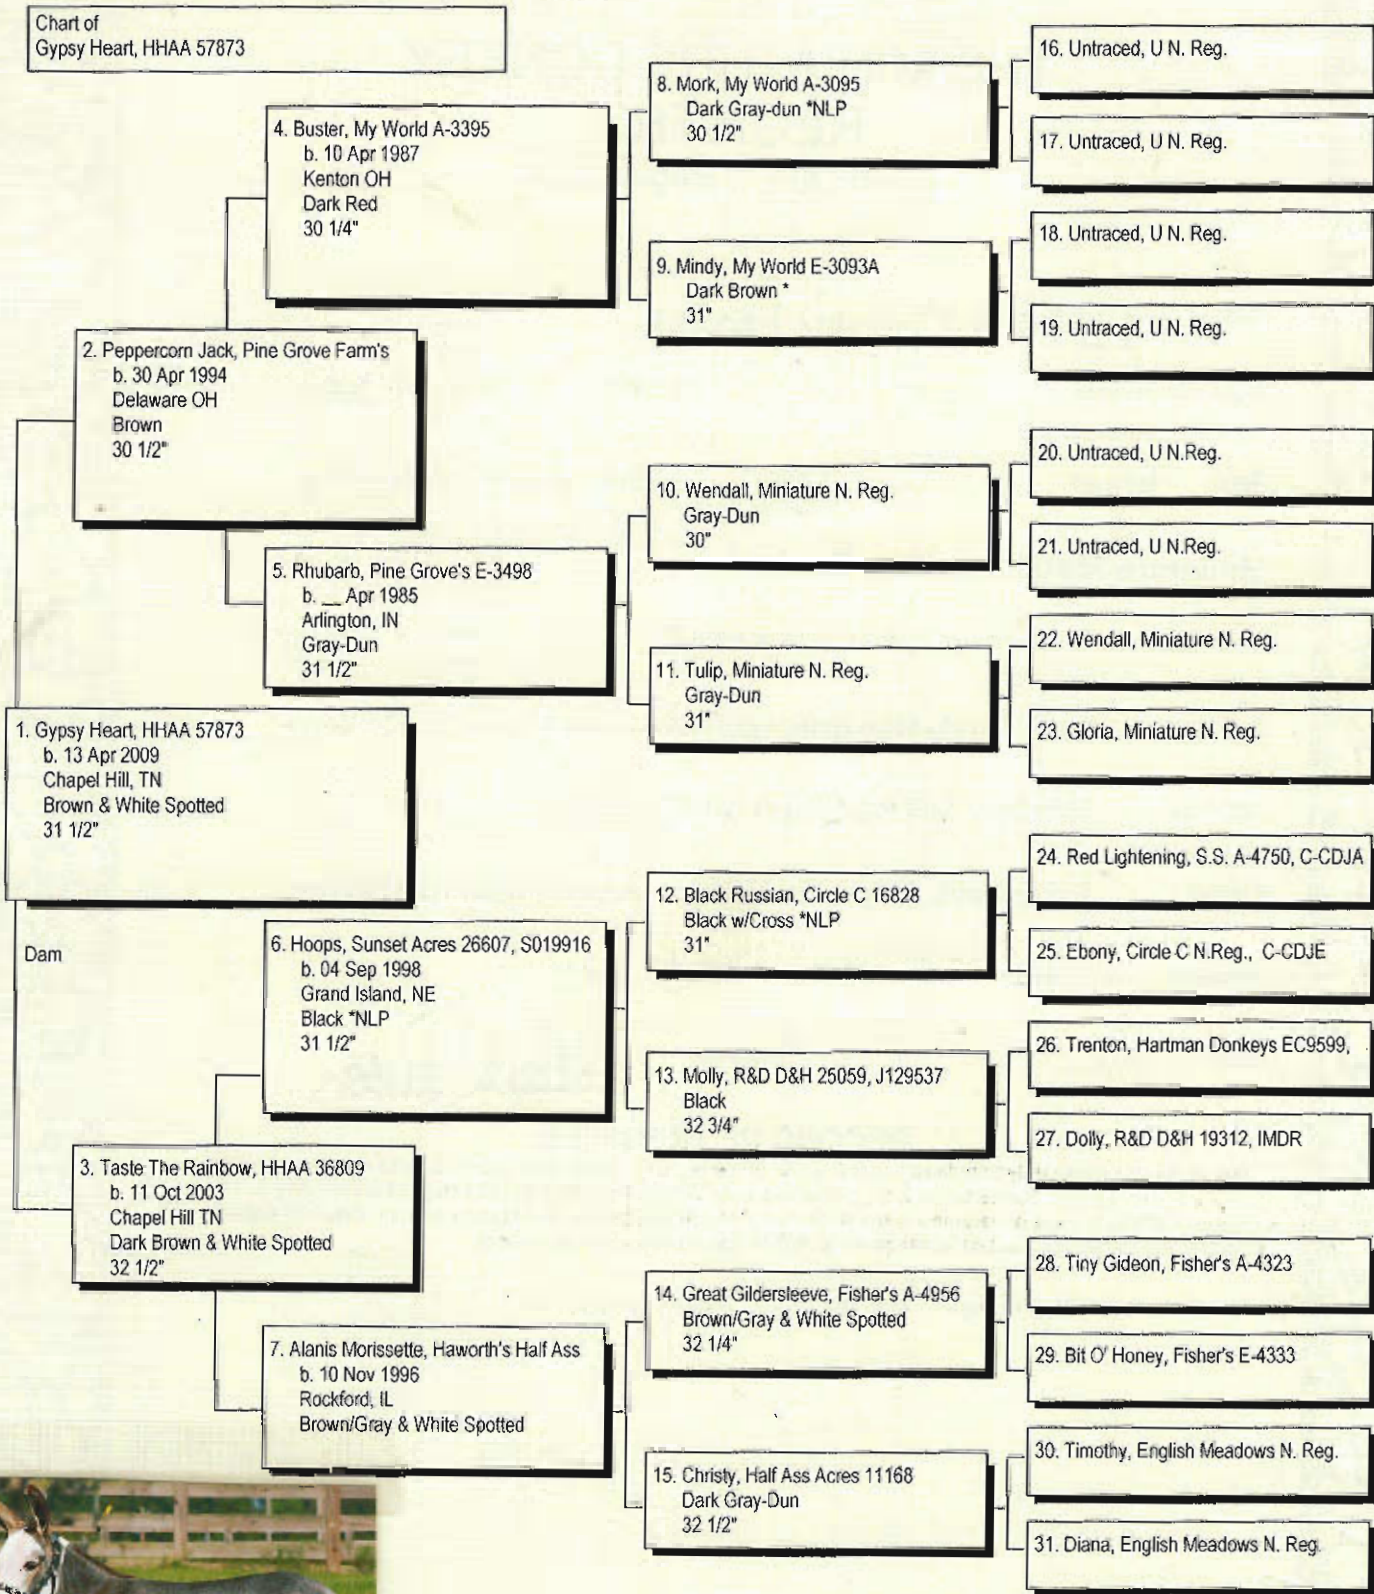 Chart of
Gypsy Heart, HHAA 57873
1. Gypsy Heart, HHAA 57873
b. 13 Apr 2009
Chapel Hill, TN
Brown & White Spotted
31 1/2"
Dam
2. Peppercorn Jack, Pine Grove Farm's
b. 30 Apr 1994
Delaware OH
Brown
30 1/2"
3. Taste The Rainbow, HHAA 36809
b. 11 Oct 2003
Chapel Hill TN
Dark Brown & White Spotted
32 1/2"
4. Buster, My World A-3395
b. 10 Apr 1987
Kenton OH
Dark Red
30 1/4"
5. Rhubarb, Pine Grove's E-3498
b. __ Apr 1985
Arlington, IN
Gray-Dun
31 1/2"
6. Hoops, Sunset Acres 26607, S019916
b. 04 Sep 1998
Grand Island, NE
Black *NLP
31 1/2"
7. Alanis Morissette, Haworth's Half Ass
b. 10 Nov 1996
Rockford, IL
Brown/Gray & White Spotted
8. Mork, My World A-3095
Dark Gray-dun *NLP
30 1/2"
9. Mindy, My World E-3093A
Dark Brown *
31"
10. Wendall, Miniature N. Reg.
Gray-Dun
30"
11. Tulip, Miniature N. Reg.
Gray-Dun
31"
12. Black Russian, Circle C 16828
Black w/Cross *NLP
31"
13. Molly, R&D D&H 25059, J129537
Black
32 3/4"
14. Great Gildersleeve, Fisher's A-4956
Brown/Gray & White Spotted
32 1/4"
15. Christy, Half Ass Acres 11168
Dark Gray-Dun
32 1/2"
16. Untraced, U N. Reg.
17. Untraced, U N. Reg.
18. Untraced, U N. Reg.
19. Untraced, U N. Reg.
20. Untraced, U N.Reg.
21. Untraced, U N.Reg.
22. Wendall, Miniature N. Reg.
23. Gloria, Miniature N. Reg.
24. Red Lightening, S.S. A-4750, C-CDJA
25. Ebony, Circle C N.Reg., C-CDJE
26. Trenton, Hartman Donkeys EC9599,
27. Dolly, R&D D&H 19312, IMDR
28. Tiny Gideon, Fisher's A-4323
29. Bit O' Honey, Fisher's E-4333
30. Timothy, English Meadows N. Reg.
31. Diana, English Meadows N. Reg.